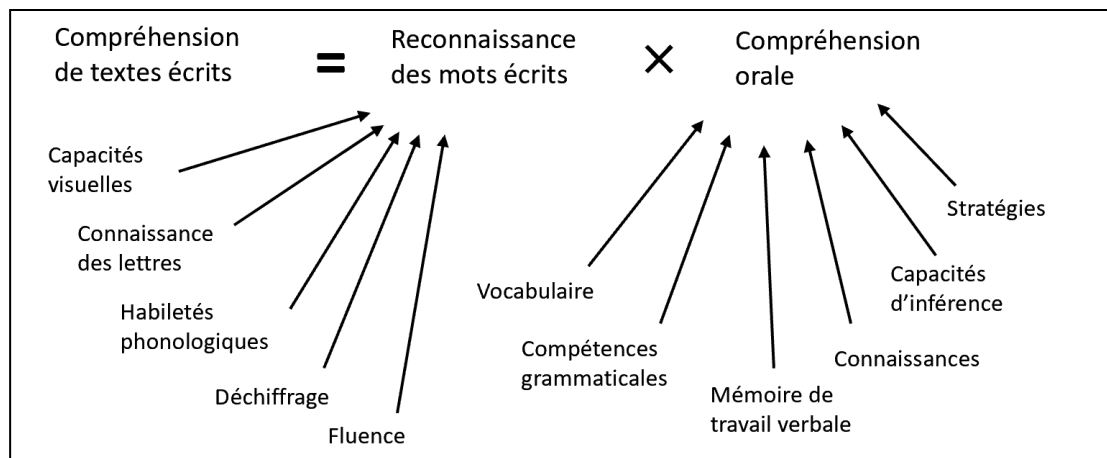 Compréhension
de textes écrits
=
Reconnaissance
des mots écrits
×
Compréhension
orale
Capacités
visuelles
Connaissance
des lettres
Habiletés
phonologiques
Déchiffrage
Fluence
Vocabulaire
Compétences
grammaticales
Mémoire de
travail verbale
Connaissances
Capacités
d’inférence
Stratégies